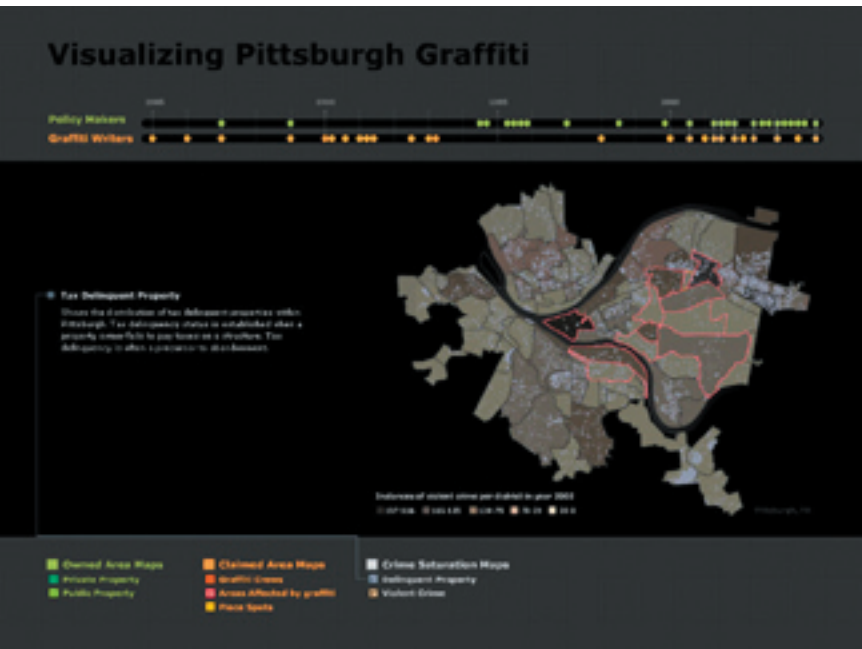 Visualizing Pittsburgh Graffiti
Policy Makers
Graffiti Writers
Tax Delinquent Property
Shows the distribution of tax delinquent properties within
Pittsburgh. Tax delinquency status is established when a
property owner fails to pay taxes on a structure. Tax
delinquency is often a precursor to abandonment.
Instances of violent crime per district in year
Pittsburgh, PA
Owned Area Maps
Private Property
Public Property
Claimed Area Maps
Graffiti Crews
Areas Affected by graffiti
Piece Spots
Crime Saturation Maps
Delinquent Property
Violent Crime